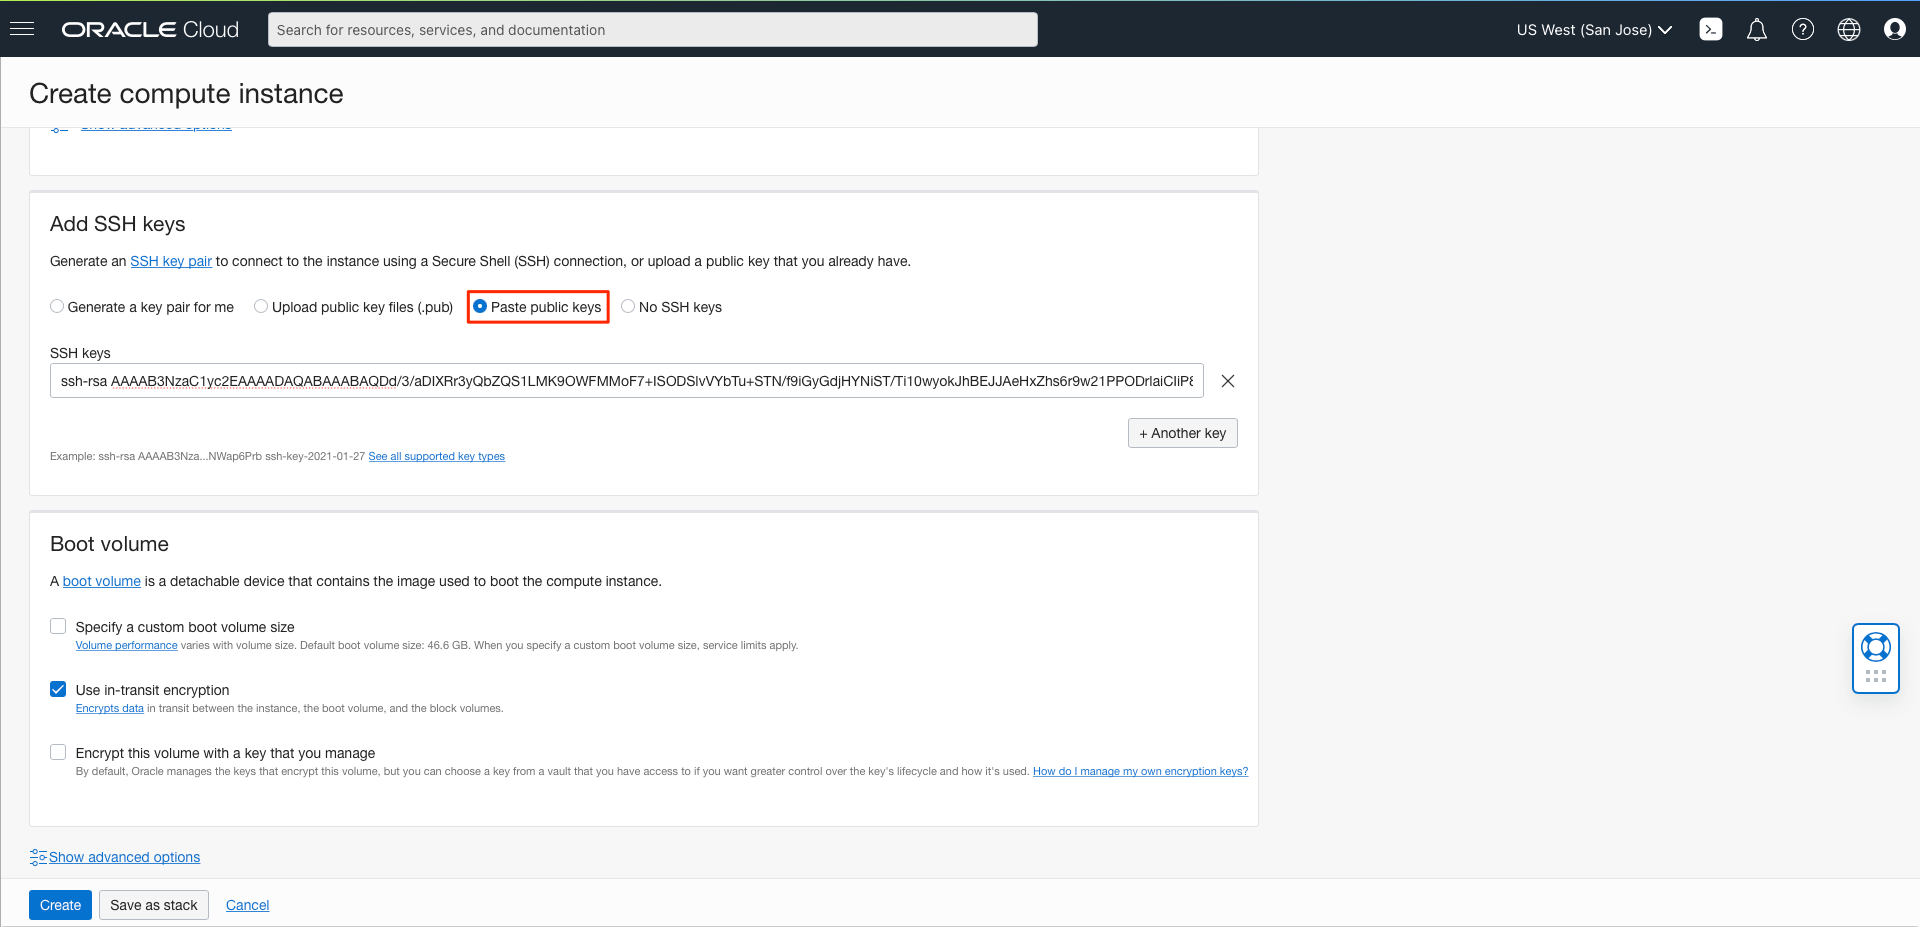 ORACLE Cloud
Search for resources, services, and documentation
US West (San Jose)
Create compute instance
Show advanced options
Add SSH keys
Generate an SSH key pair to connect to the instance using a Secure Shell (SSH) connection, or upload a public key that you already have.
Generate a key pair for me
Upload public key files (.pub)
Paste public keys
No SSH keys
SSH keys
ssh-rsa AAAAB3NzaC1yc2EAAAADAQABAAABAQDd/3/aDIXRr3yQbZQS1LMK9OWFMMoF7+ISODSlvVYbTu+STN/f9iGyGdjHYNiST/Ti10wyokJhBEJJAeHxZhs6r9w21PPODrlaiCIiP8
+ Another key
Example: ssh-rsa AAAAB3Nza...NWap6Prb ssh-key-2021-01-27 See all supported key types
Boot volume
A boot volume is a detachable device that contains the image used to boot the compute instance.
Specify a custom boot volume size
Volume performance varies with volume size. Default boot volume size: 46.6 GB. When you specify a custom boot volume size, service limits apply.
Use in-transit encryption
Encrypts data in transit between the instance, the boot volume, and the block volumes.
Encrypt this volume with a key that you manage
By default, Oracle manages the keys that encrypt this volume, but you can choose a key from a vault that you have access to if you want greater control over the key's lifecycle and how it's used. How do I manage my own encryption keys?
Show advanced options
Create
Save as stack
Cancel